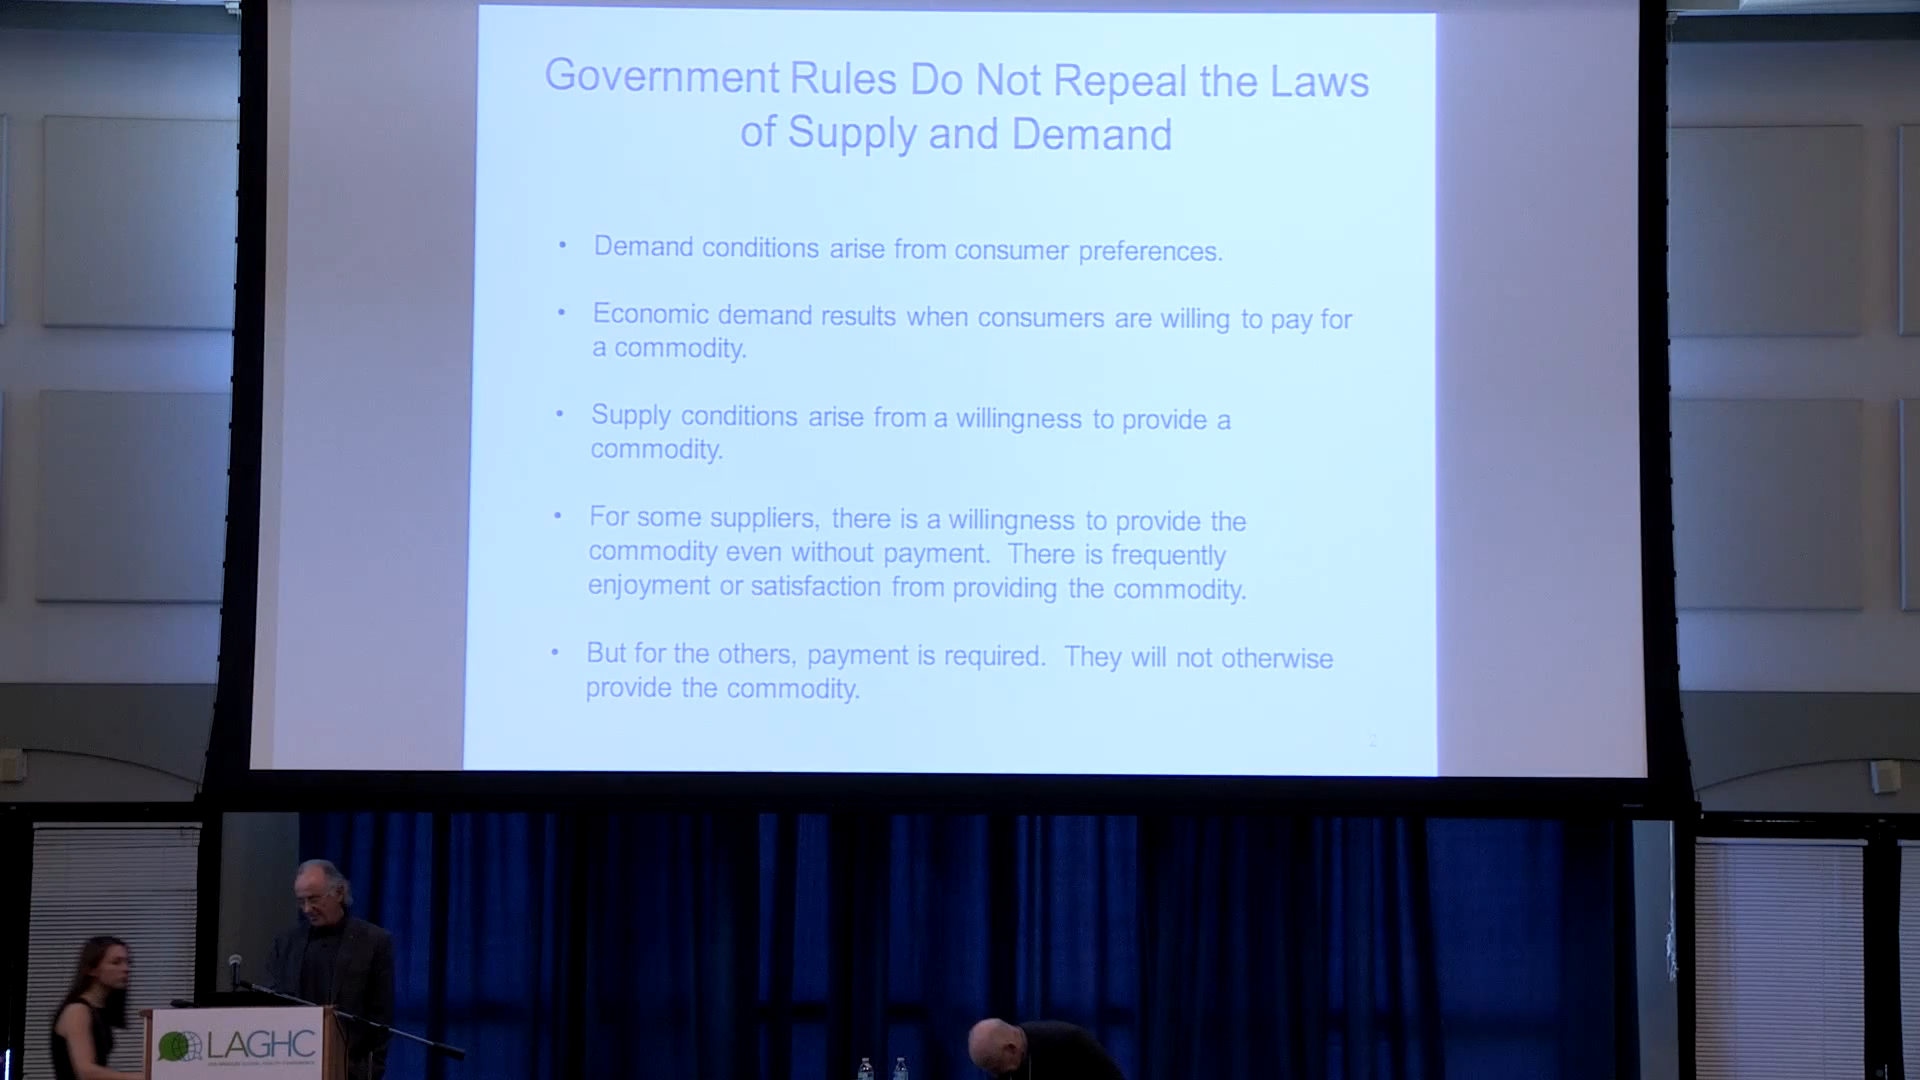 Government Rules Do Not Repeal the Laws
of Supply and Demand
• Demand conditions arise from consumer preferences.
• Economic demand results when consumers are willing to pay for
a commodity.
• Supply conditions arise from a willingness to provide a
commodity.
• For some suppliers, there is a willingness to provide the
commodity even without payment. There is frequently
enjoyment or satisfaction from providing the commodity.
• But for the others, payment is required. They will not otherwise
provide the commodity.
2
LAGHC